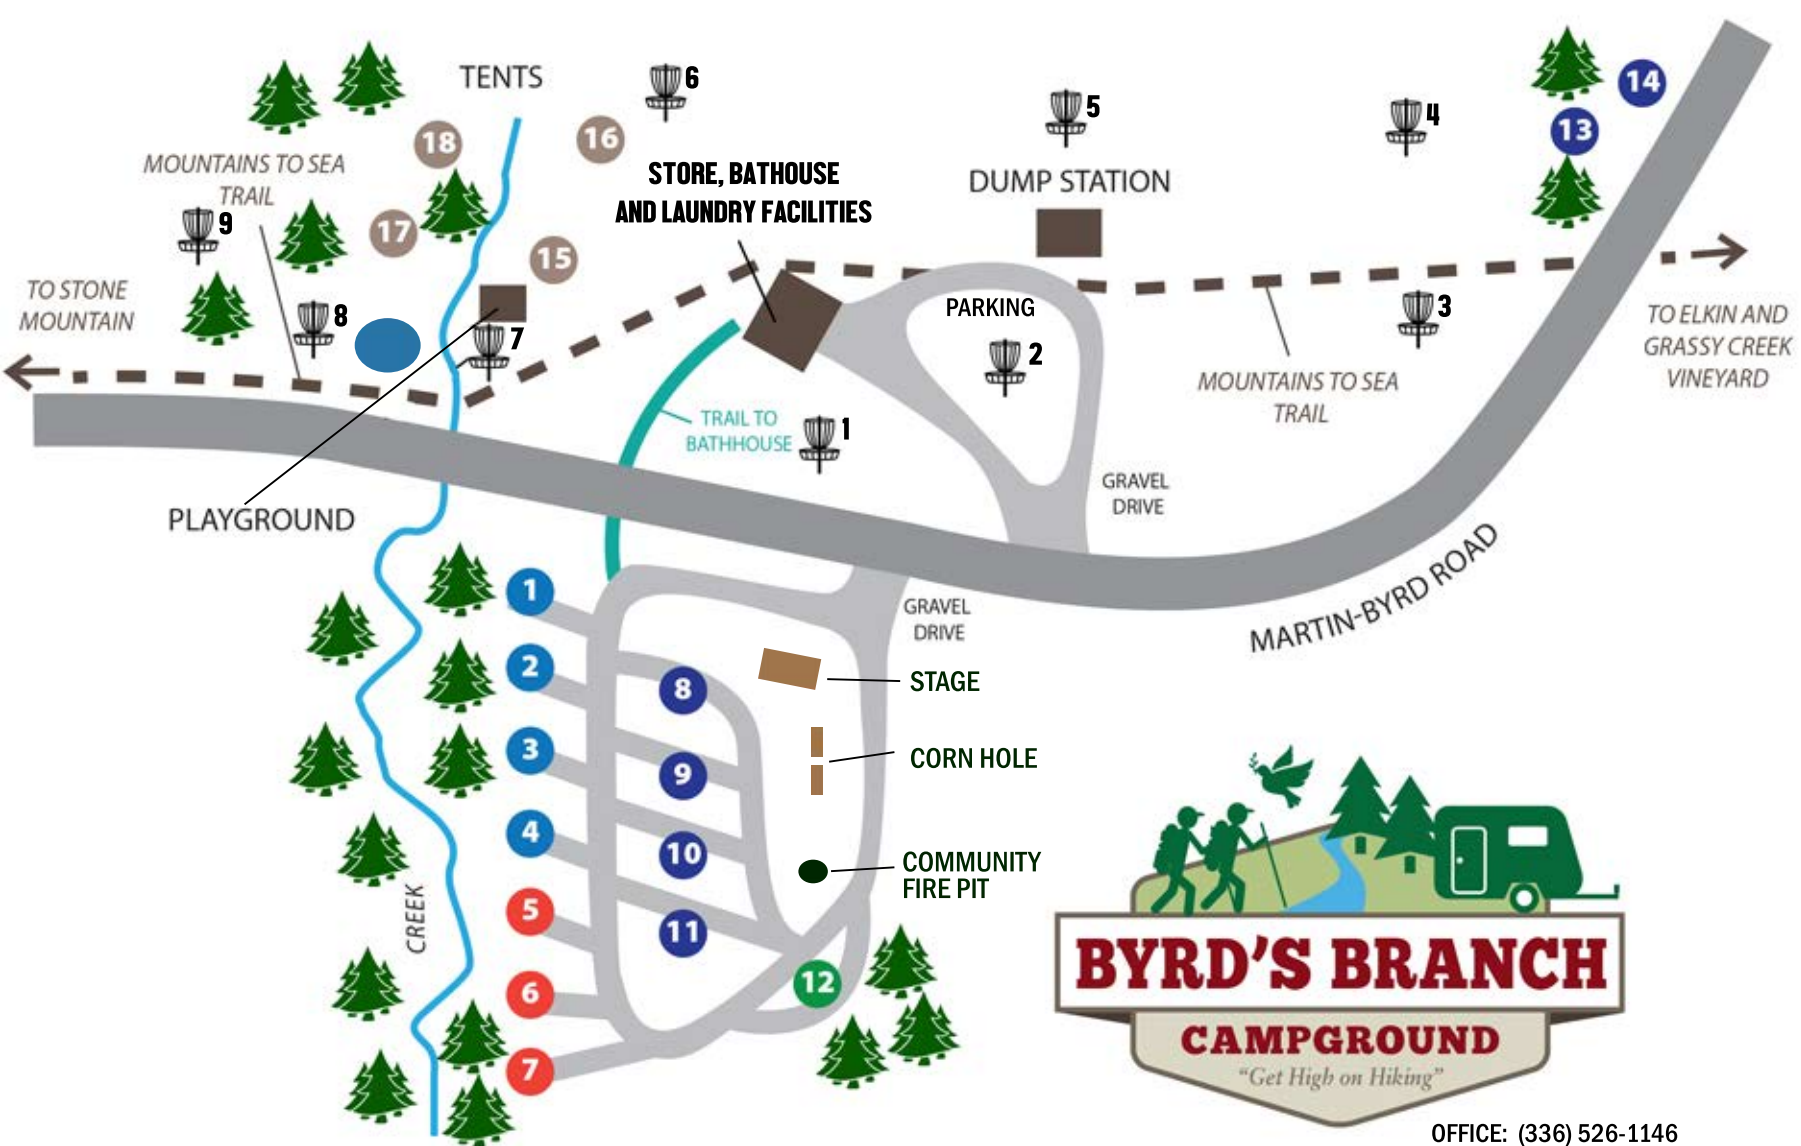 TENTS
6
5
4
14
18
16
13
MOUNTAINS TO SEA
TRAIL
STORE, BATHOUSE
AND LAUNDRY FACILITIES
DUMP STATION
9
17
15
TO STONE
MOUNTAIN
8
7
PARKING
2
3
TO ELKIN AND
GRASSY CREEK
VINEYARD
MOUNTAINS TO SEA
TRAIL
TRAIL TO
BATHHOUSE
1
GRAVEL
DRIVE
PLAYGROUND
MARTIN-BYRD ROAD
1
GRAVEL
DRIVE
2
8
STAGE
3
9
CORN HOLE
4
10
COMMUNITY
FIRE PIT
5
11
CREEK
6
12
7
BYRD'S BRANCH
CAMPGROUND
"Get High on Hiking"
OFFICE: (336) 526-1146